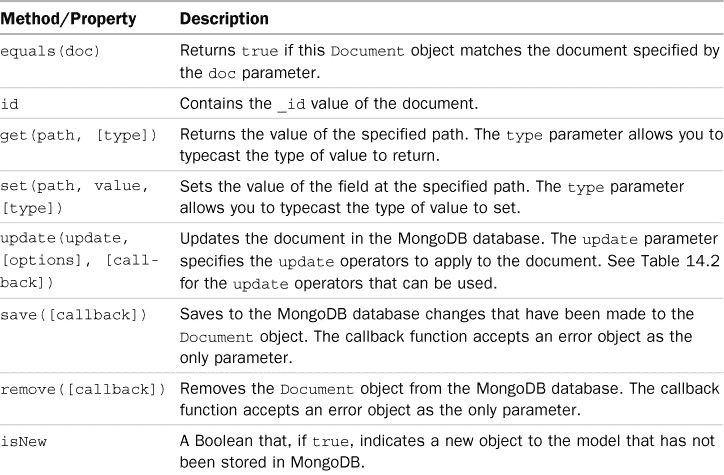 Method/Property Description
equals(doc) Returns true if this Document object matches the document specified by
the doc parameter.
id Contains the _id value of the document.
get(path, [type]) Returns the value of the specified path. The type parameter allows you to
typecast the type of value to return.
set(path, value, Sets the value of the field at the specified path. The type parameter
[type]) allows you to typecast the type of value to set.
update(update, Updates the document in the MongoDB database. The update parameter
[options], [call- specifies the update operators to apply to the document. See Table 14.2
back]) for the update operators that can be used.
save([callback]) Saves to the MongoDB database changes that have been made to the
Document object. The callback function accepts an error object as the
only parameter.
remove([callback]) Removes the Document object from the MongoDB database. The callback
function accepts an error object as the only parameter.
isNew A Boolean that, if true, indicates a new object to the model that has not
been stored in MongoDB.